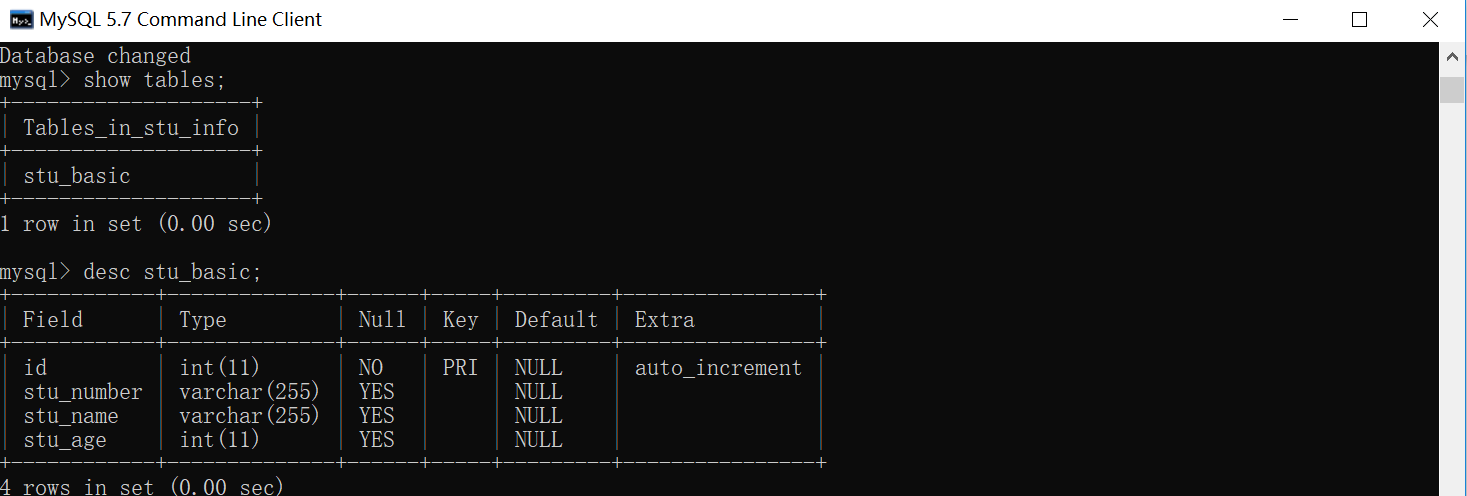 MySQL 5.7 Command Line Client
Database changed
mysql> show tables;
+--------------------+
| Tables_in_stu_info |
+--------------------+
| stu_basic          |
+--------------------+
1 row in set (0.00 sec)
mysql> desc stu_basic;
+------------+--------------+------+-----+---------+----------------+
| Field      | Type         | Null | Key | Default | Extra          |
+------------+--------------+------+-----+---------+----------------+
| id         | int(11)      | NO   | PRI | NULL    | auto_increment |
| stu_number | varchar(255) | YES  |     | NULL    |                |
| stu_name   | varchar(255) | YES  |     | NULL    |                |
| stu_age    | int(11)      | YES  |     | NULL    |                |
+------------+--------------+------+-----+---------+----------------+
4 rows in set (0.00 sec)